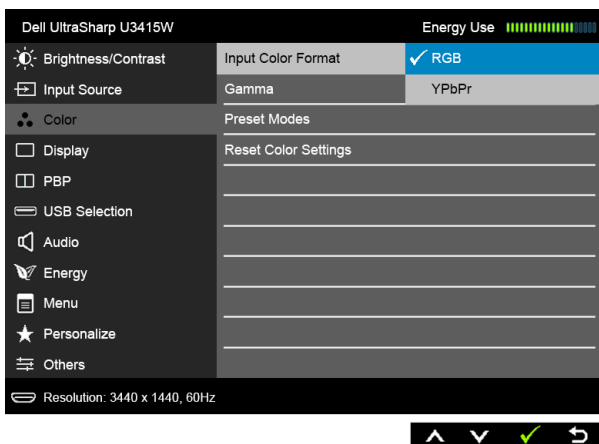 Dell UltraSharp U3415W Energy Use
Brightness/Contrast Input Color Format RGB
Input Source Gamma YPbPr
Color Preset Modes
Display Reset Color Settings
PBP
USB Selection
Audio
Energy
Menu
Personalize
Others
Resolution: 3440 x 1440, 60Hz